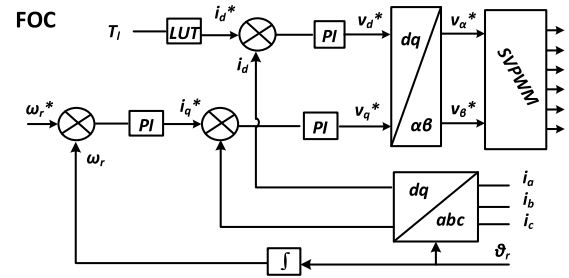 FOC
T_l
LUT
i_d*
PI
v_d*
dq
αβ
v_α*
SVPWM
i_d
ω_r*
PI
i_q*
PI
v_q*
v_β*
ω_r
dq
abc
i_a
i_b
i_c
∫
ϑ_r